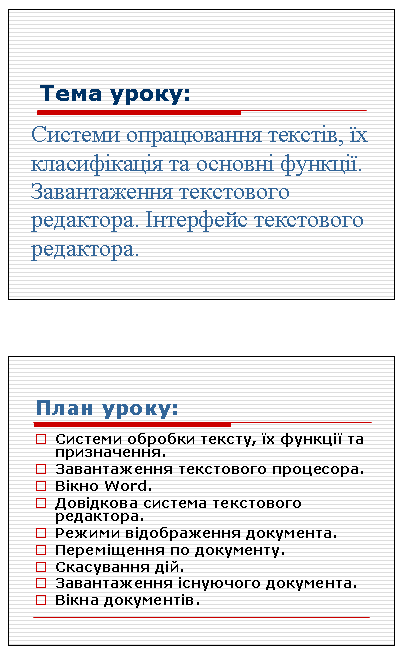 Тема уроку:
Системи опрацювання текстів, їх
класифікація та основні функції.
Завантаження текстового
редактора. Інтерфейс текстового
редактора.
План уроку:
Системи обробки тексту, їх функції та
призначення.
Завантаження текстового процесора.
Вікно Word.
Довідкова система текстового
редактора.
Режими відображення документа.
Переміщення по документу.
Скасування дій.
Завантаження існуючого документа.
Вікна документів.